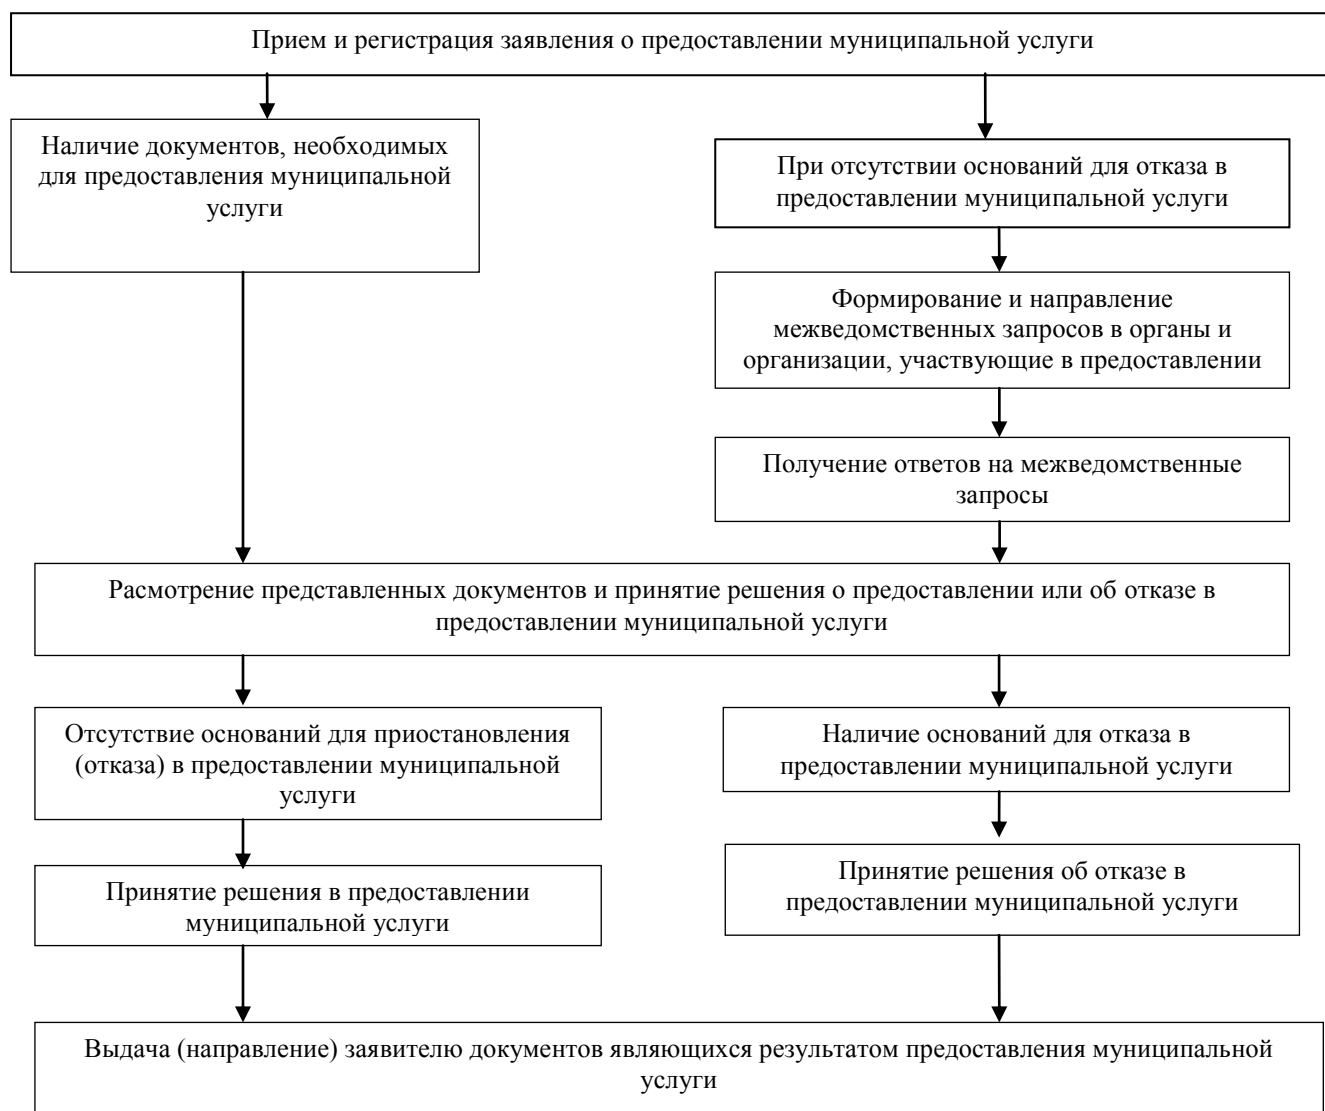 Прием и регистрация заявления о предоставлении муниципальной услуги
Наличие документов, необходимых
для предоставления муниципальной
услуги
При отсутствии оснований для отказа в
предоставлении муниципальной услуги
Формирование и направление
межведомственных запросов в органы и
организации, участвующие в предоставлении
Получение ответов на межведомственные
запросы
Расмотрение представленных документов и принятие решения о предоставлении или об отказе в
предоставлении муниципальной услуги
Отсутствие оснований для приостановления
(отказа) в предоставлении муниципальной
услуги
Наличие оснований для отказа в
предоставлении муниципальной услуги
Принятие решения в предоставлении
муниципальной услуги
Принятие решения об отказе в
предоставлении муниципальной услуги
Выдача (направление) заявителю документов являющихся результатом предоставления муниципальной
услуги